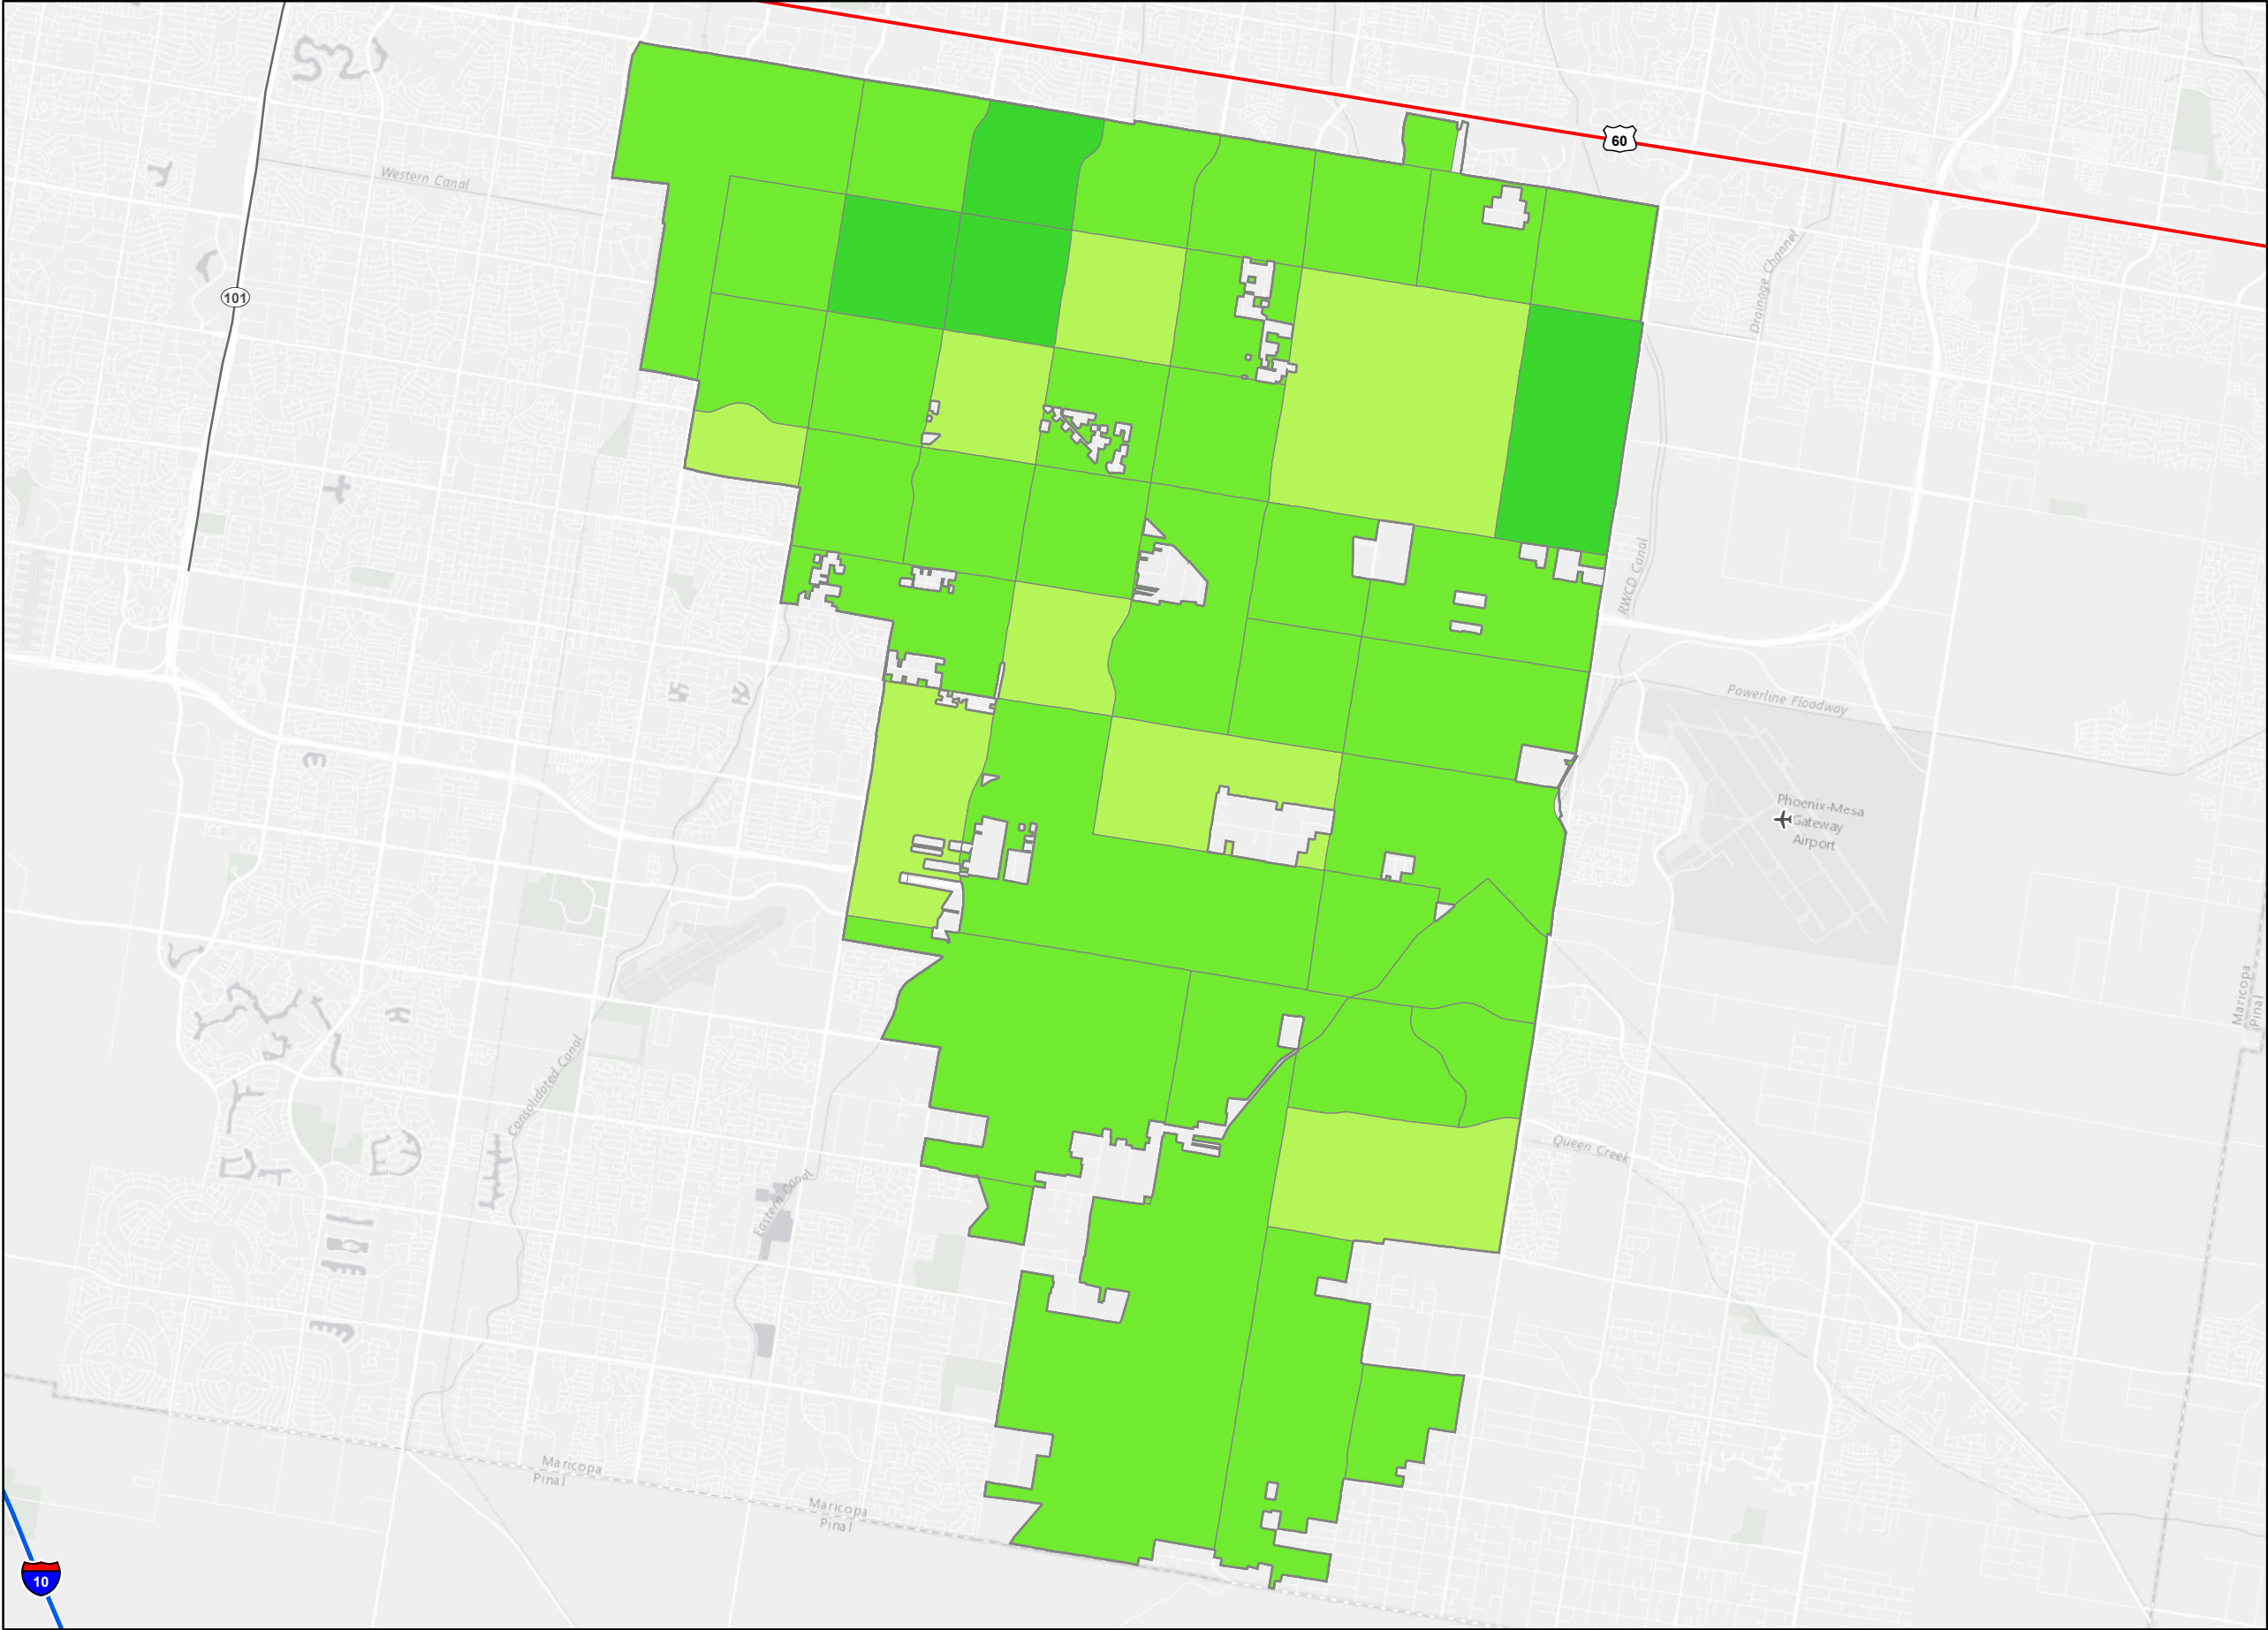 60
Western Canal
Drainage Channel
101
RWCD Canal
Powerline Floodway
Phoenix-Mesa
Gateway
Airport
Maricopa
Pinal
Consolidated Canal
Queen Creek
Eastern Canal
Maricopa
Pinal
Maricopa
Pinal
10